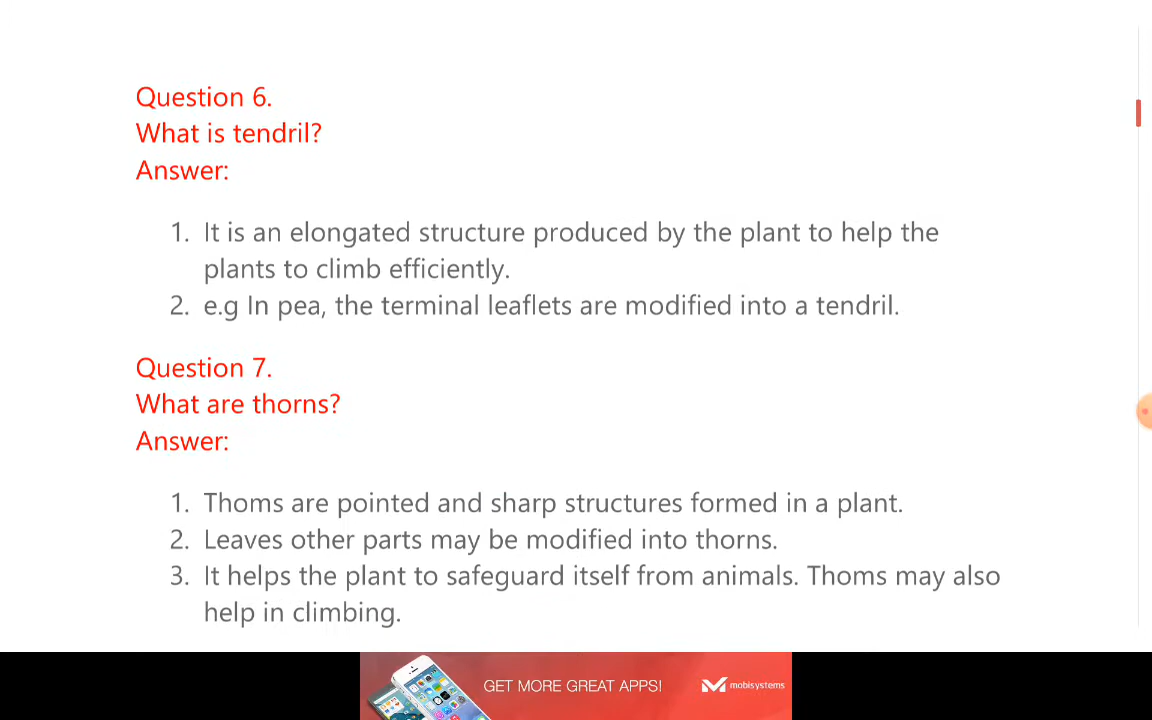 Question 6.
What is tendril?
Answer:
1. It is an elongated structure produced by the plant to help the
plants to climb efficiently.
2. e.g In pea, the terminal leaflets are modified into a tendril.
Question 7.
What are thorns?
Answer:
1. Thoms are pointed and sharp structures formed in a plant.
2. Leaves other parts may be modified into thorns.
3. It helps the plant to safeguard itself from animals. Thoms may also
help in climbing.
GET MORE GREAT APPS!
mobisystems